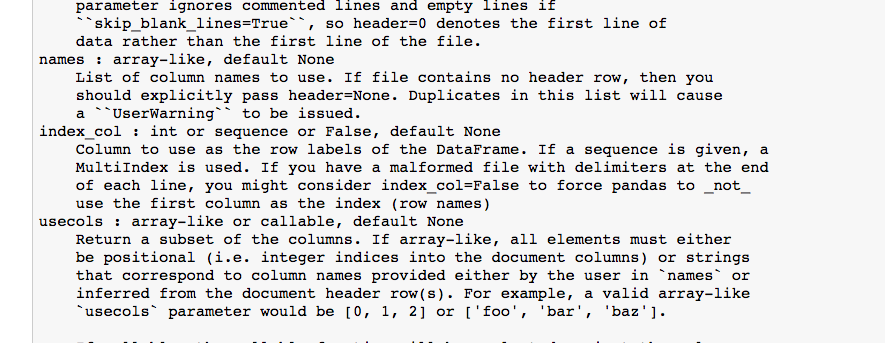 parameter ignores commented lines and empty lines if
``skip_blank_lines=True``, so header=0 denotes the first line of
data rather than the first line of the file.
names : array-like, default None
List of column names to use. If file contains no header row, then you
should explicitly pass header=None. Duplicates in this list will cause
a ``UserWarning`` to be issued.
index_col : int or sequence or False, default None
Column to use as the row labels of the DataFrame. If a sequence is given, a
MultiIndex is used. If you have a malformed file with delimiters at the end
of each line, you might consider index_col=False to force pandas to _not_
use the first column as the index (row names)
usecols : array-like or callable, default None
Return a subset of the columns. If array-like, all elements must either
be positional (i.e. integer indices into the document columns) or strings
that correspond to column names provided either by the user in `names` or
inferred from the document header row(s). For example, a valid array-like
`usecols` parameter would be [0, 1, 2] or ['foo', 'bar', 'baz'].